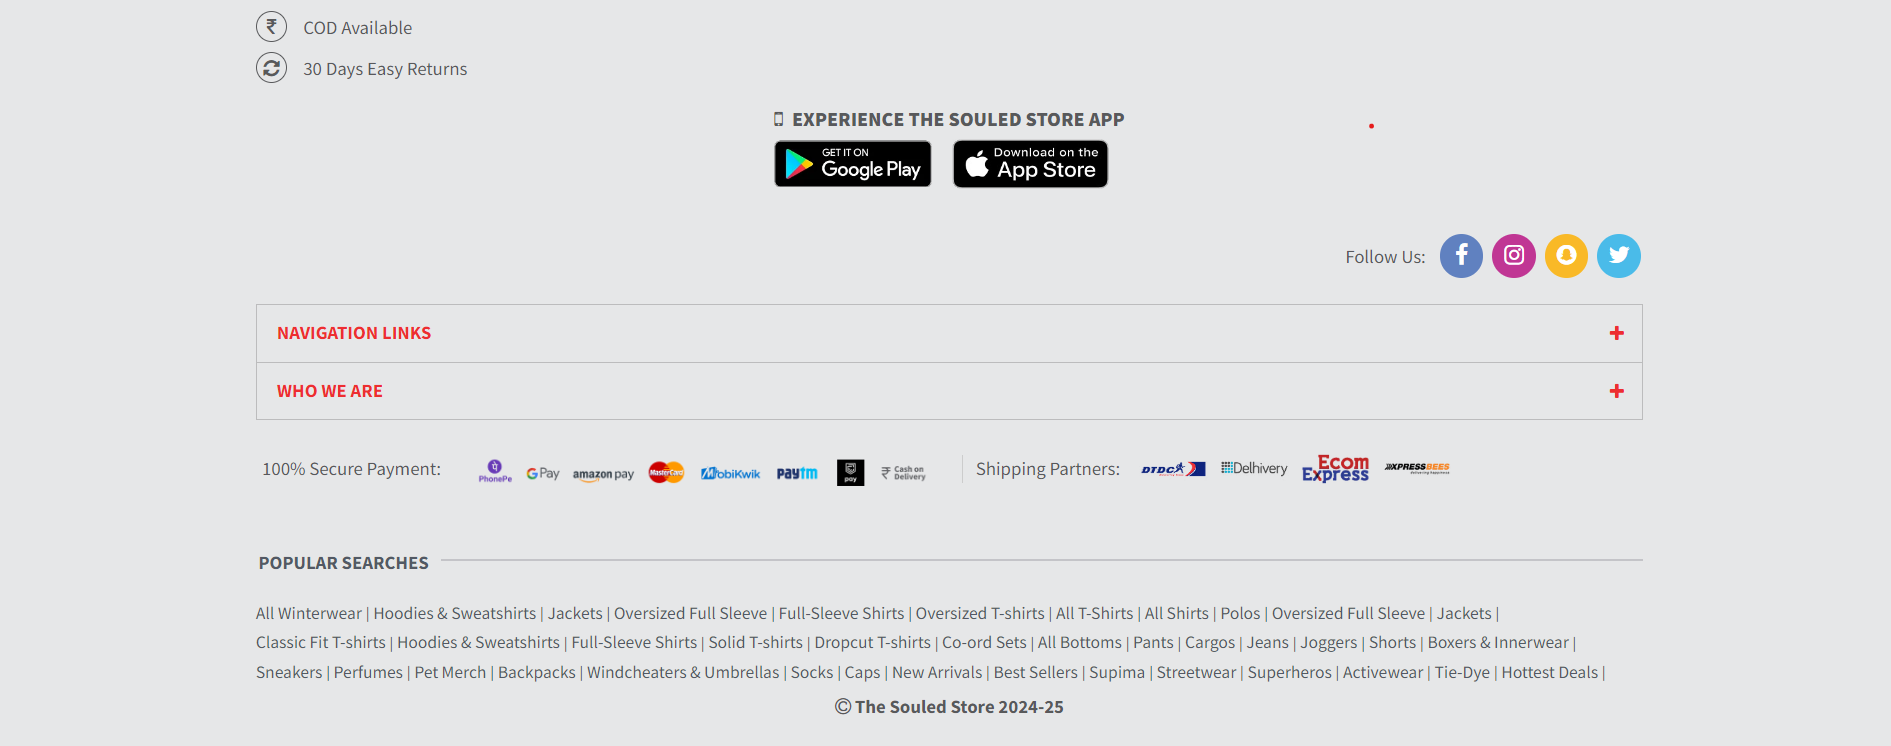 COD Available
30 Days Easy Returns
EXPERIENCE THE SOULED STORE APP
GET IT ON
Google Play
Download on the
App Store
Follow Us:
NAVIGATION LINKS
WHO WE ARE
100% Secure Payment: PhonePe G Pay amazon pay MasterCard MobiKwik paytm pay ₹ Cash on Delivery Shipping Partners: DTDC Delhivery Ecom Express XPRESSBEES
POPULAR SEARCHES
All Winterwear | Hoodies & Sweatshirts | Jackets | Oversized Full Sleeve | Full-Sleeve Shirts | Oversized T-shirts | All T-Shirts | All Shirts | Polos | Oversized Full Sleeve | Jackets |
Classic Fit T-shirts | Hoodies & Sweatshirts | Full-Sleeve Shirts | Solid T-shirts | Dropcut T-shirts | Co-ord Sets | All Bottoms | Pants | Cargos | Jeans | Joggers | Shorts | Boxers & Innerwear |
Sneakers | Perfumes | Pet Merch | Backpacks | Windcheaters & Umbrellas | Socks | Caps | New Arrivals | Best Sellers | Supima | Streetwear | Superheros | Activewear | Tie-Dye | Hottest Deals |
© The Souled Store 2024-25